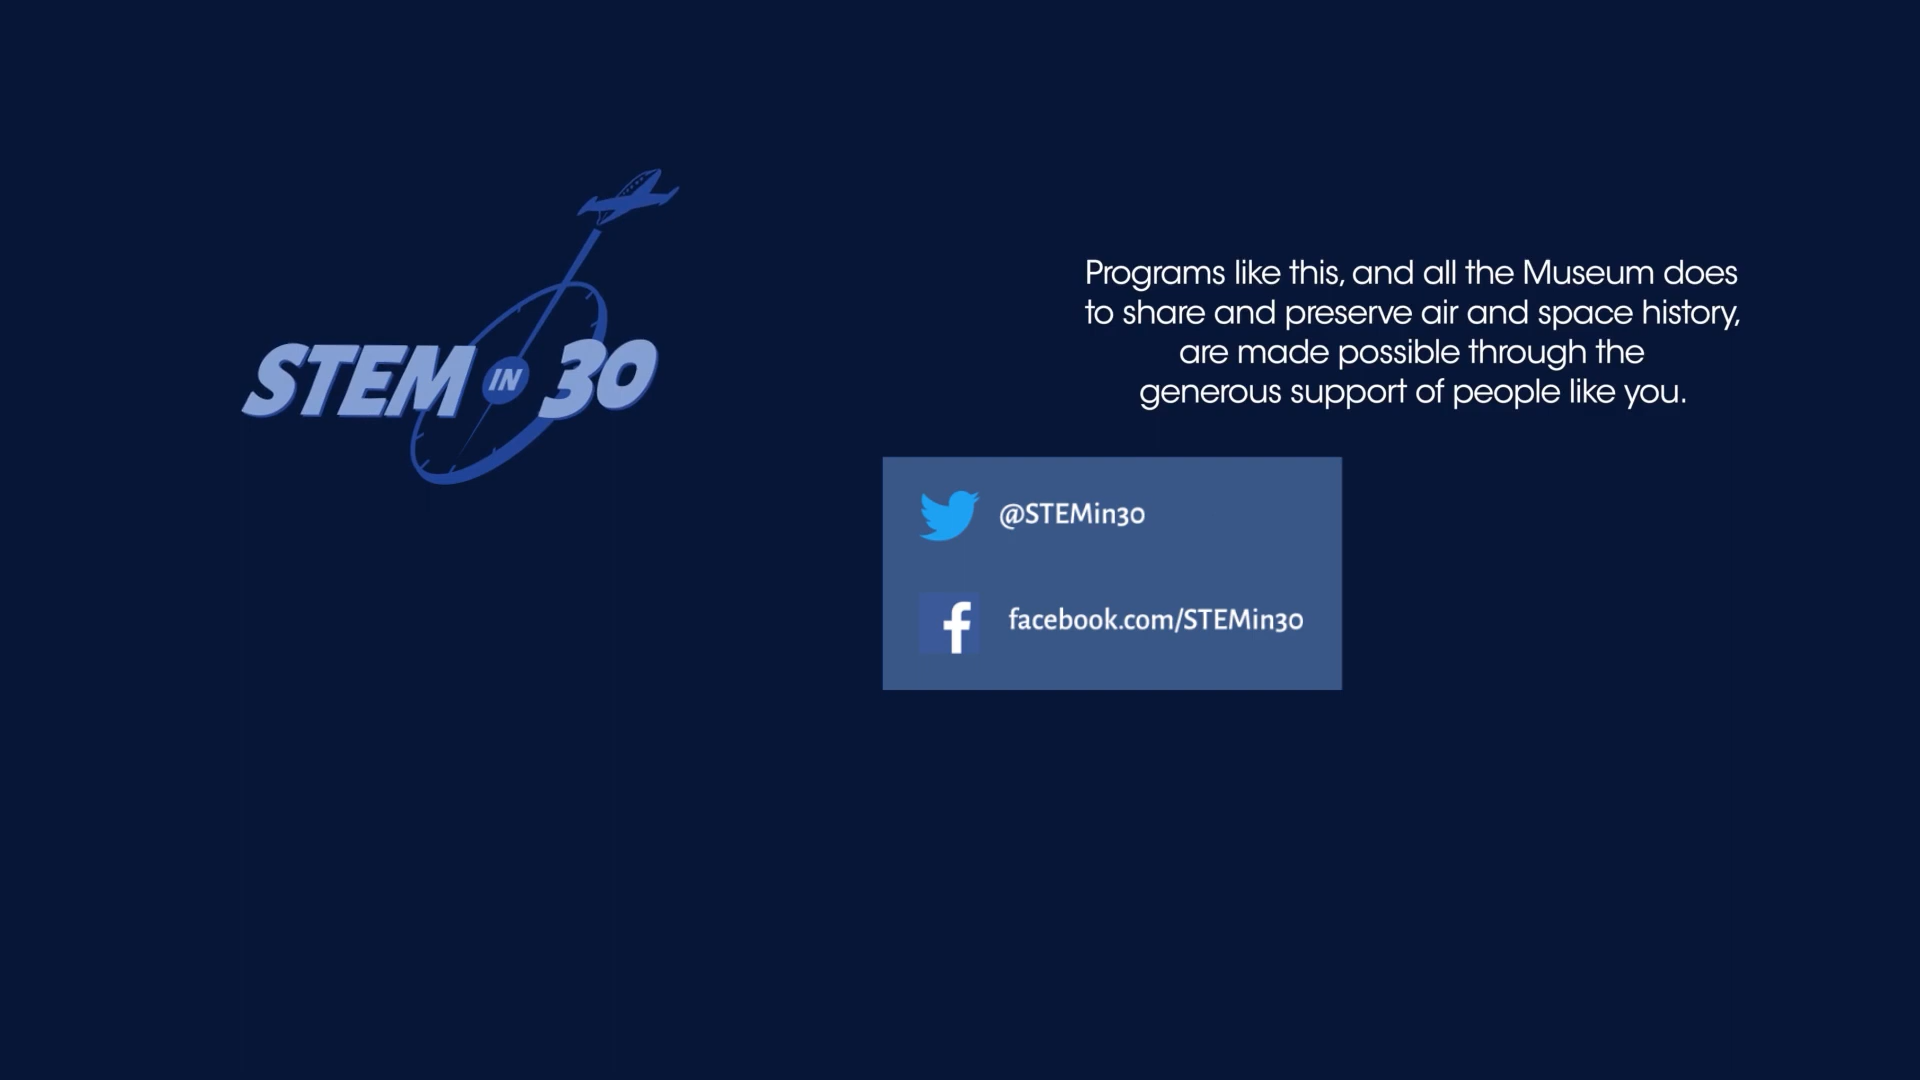 STEM IN 30
Programs like this, and all the Museum does
to share and preserve air and space history,
are made possible through the
generous support of people like you.
@STEMin30
facebook.com/STEMin30